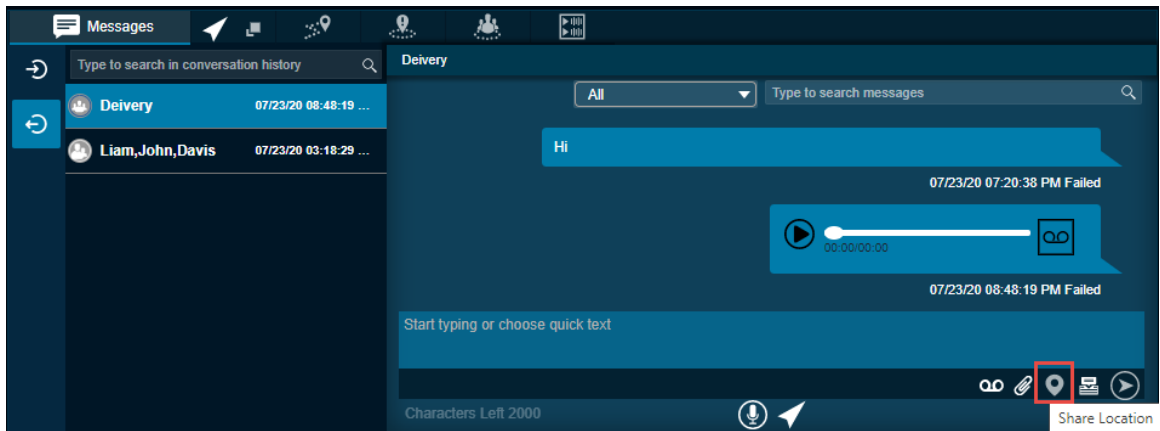 Messages
Type to search in conversation history
Deivery
Deivery 07/23/20 08:48:19 ...
Liam,John,Davis 07/23/20 03:18:29 ...
All
Type to search messages
Hi
07/23/20 07:20:38 PM Failed
00:00/00:00
07/23/20 08:48:19 PM Failed
Start typing or choose quick text
Characters Left 2000
Share Location